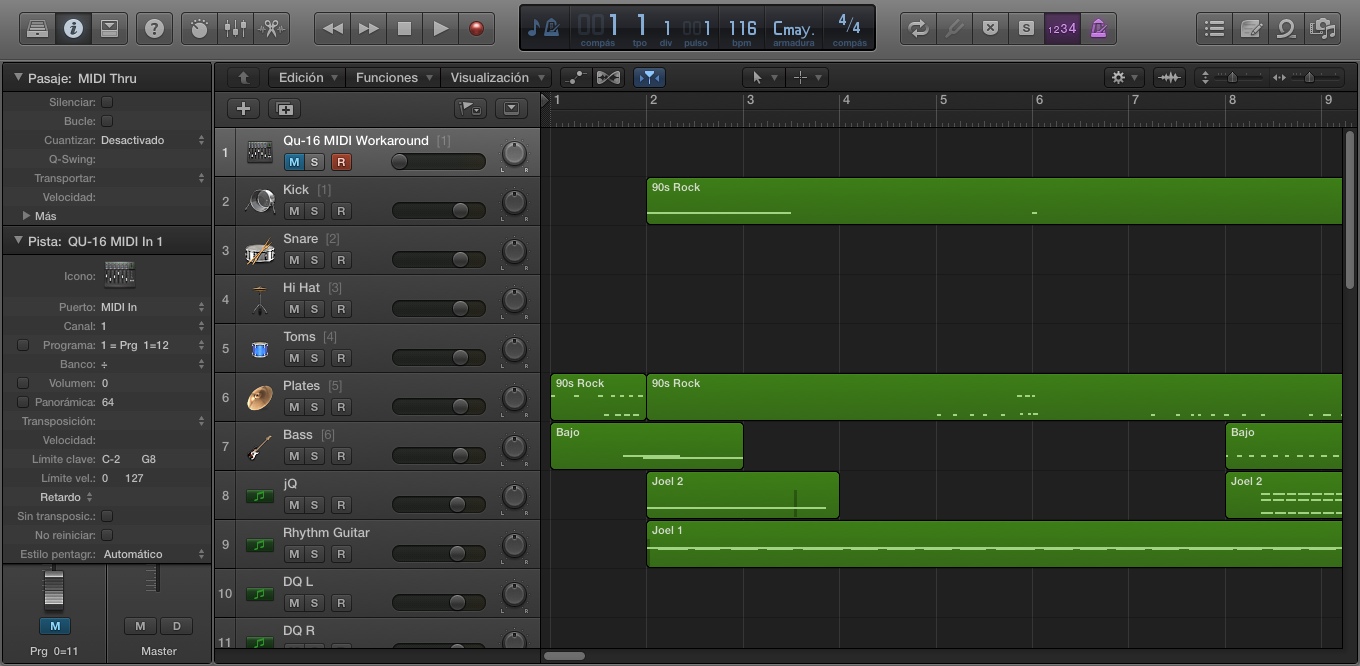 1 1 1 1 116 Cmay. 4/4
compás tpo div pulso bpm armadura compás
S 1234
Pasaje: MIDI Thru
Silenciar:
Bucle:
Cuantizar: Desactivado
Q-Swing:
Transportar:
Velocidad:
Más
Pista: QU-16 MIDI In 1
Icono:
Puerto: MIDI In
Canal: 1
Programa: 1 = Prg 1=12
Banco: ÷
Volumen: 0
Panorámica: 64
Transposición:
Velocidad:
Límite clave: C-2 G8
Límite vel.: 0 127
Retardo
Sin transposic.:
No reiniciar:
Estilo pentagr.: Automático
M
M D
Prg 0=11 Master
Edición Funciones Visualización
1 2 3 4 5 6 7 8 9
1 Qu-16 MIDI Workaround [1]
M S R
L R
2 Kick [1]
M S R
L R
90s Rock
3 Snare [2]
M S R
L R
4 Hi Hat [3]
M S R
L R
5 Toms [4]
M S R
L R
6 Plates [5]
M S R
L R
90s Rock 90s Rock
7 Bass [6]
M S R
L R
Bajo Bajo
8 jQ
M S R
L R
Joel 2 Joel 2
9 Rhythm Guitar
M S R
L R
Joel 1
10 DQ L
M S R
L R
11 DQ R